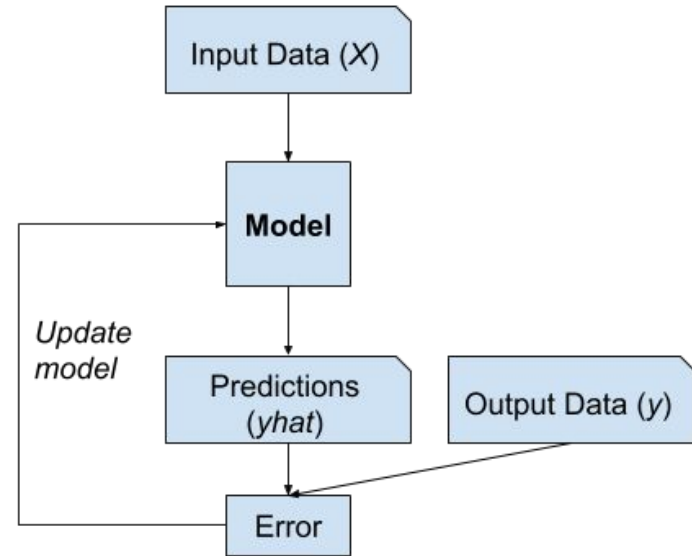 Input Data (X)
Model
Update
model
Predictions
(yhat)
Output Data (y)
Error